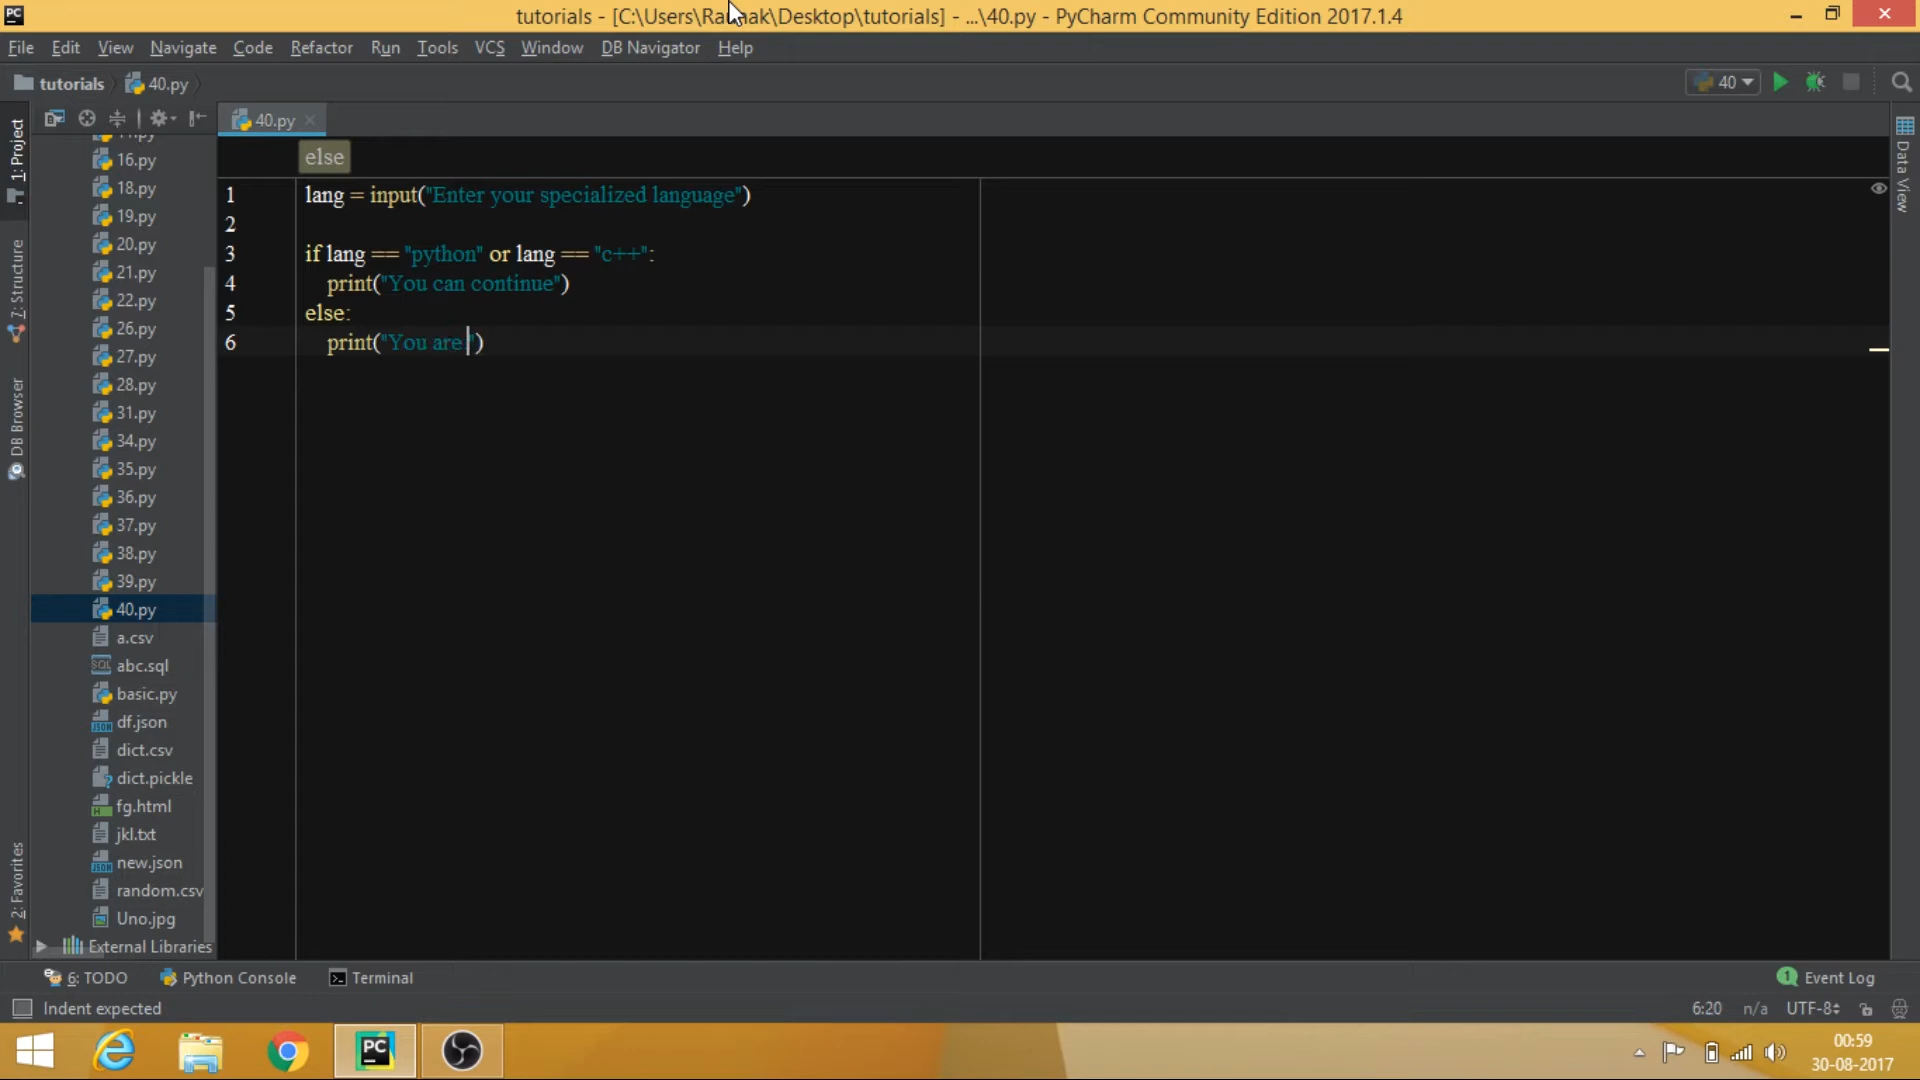 tutorials - [C:\Users\Ra nak\Desktop\tutorials] - ...\40.py - PyCharm Community Edition 2017.1.4
File Edit View Navigate Code Refactor Run Tools VCS Window DB Navigator Help
tutorials 40.py
40
40.py
else
1 lang = input("Enter your specialized language")
2
3 if lang == "python" or lang == "c++":
4 print("You can continue")
5 else:
6 print("You are ")
16.py
18.py
19.py
20.py
21.py
22.py
26.py
27.py
28.py
31.py
34.py
35.py
36.py
37.py
38.py
39.py
40.py
a.csv
abc.sql
basic.py
df.json
dict.csv
dict.pickle
fg.html
jkl.txt
new.json
random.csv
Uno.jpg
External Libraries
1: Project
7: Structure
DB Browser
2: Favorites
Data View
6: TODO Python Console Terminal
1 Event Log
Indent expected
6:20 n/a UTF-8
00:59
30-08-2017